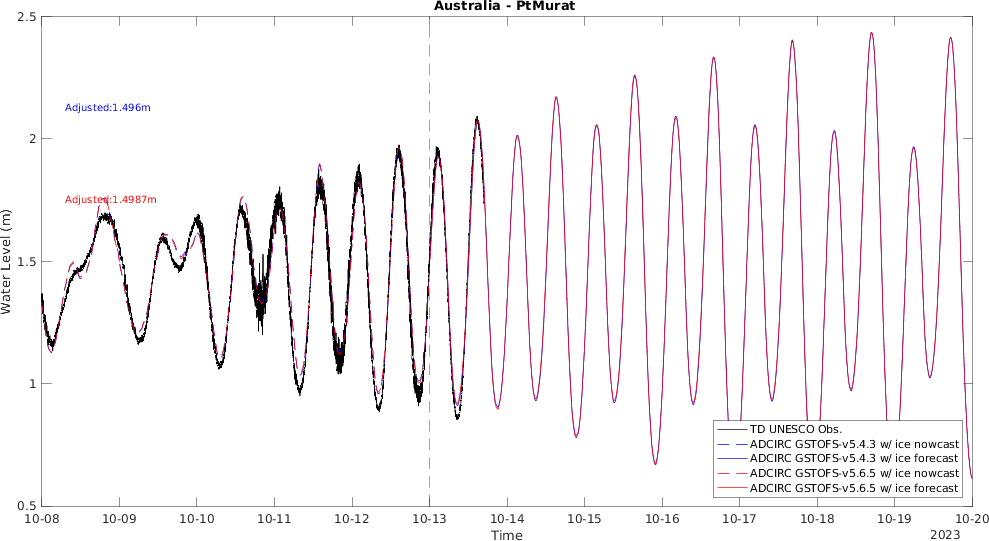 Australia - PtMurat
2.5
2
1.5
1
0.5
Water Level (m)
Adjusted:1.496m
Adjusted:1.4987m
TD UNESCO Obs.
ADCIRC GSTOFS-v5.4.3 w/ ice nowcast
ADCIRC GSTOFS-v5.4.3 w/ ice forecast
ADCIRC GSTOFS-v5.6.5 w/ ice nowcast
ADCIRC GSTOFS-v5.6.5 w/ ice forecast
10-08 10-09 10-10 10-11 10-12 10-13 10-14 10-15 10-16 10-17 10-18 10-19 10-20
Time
2023